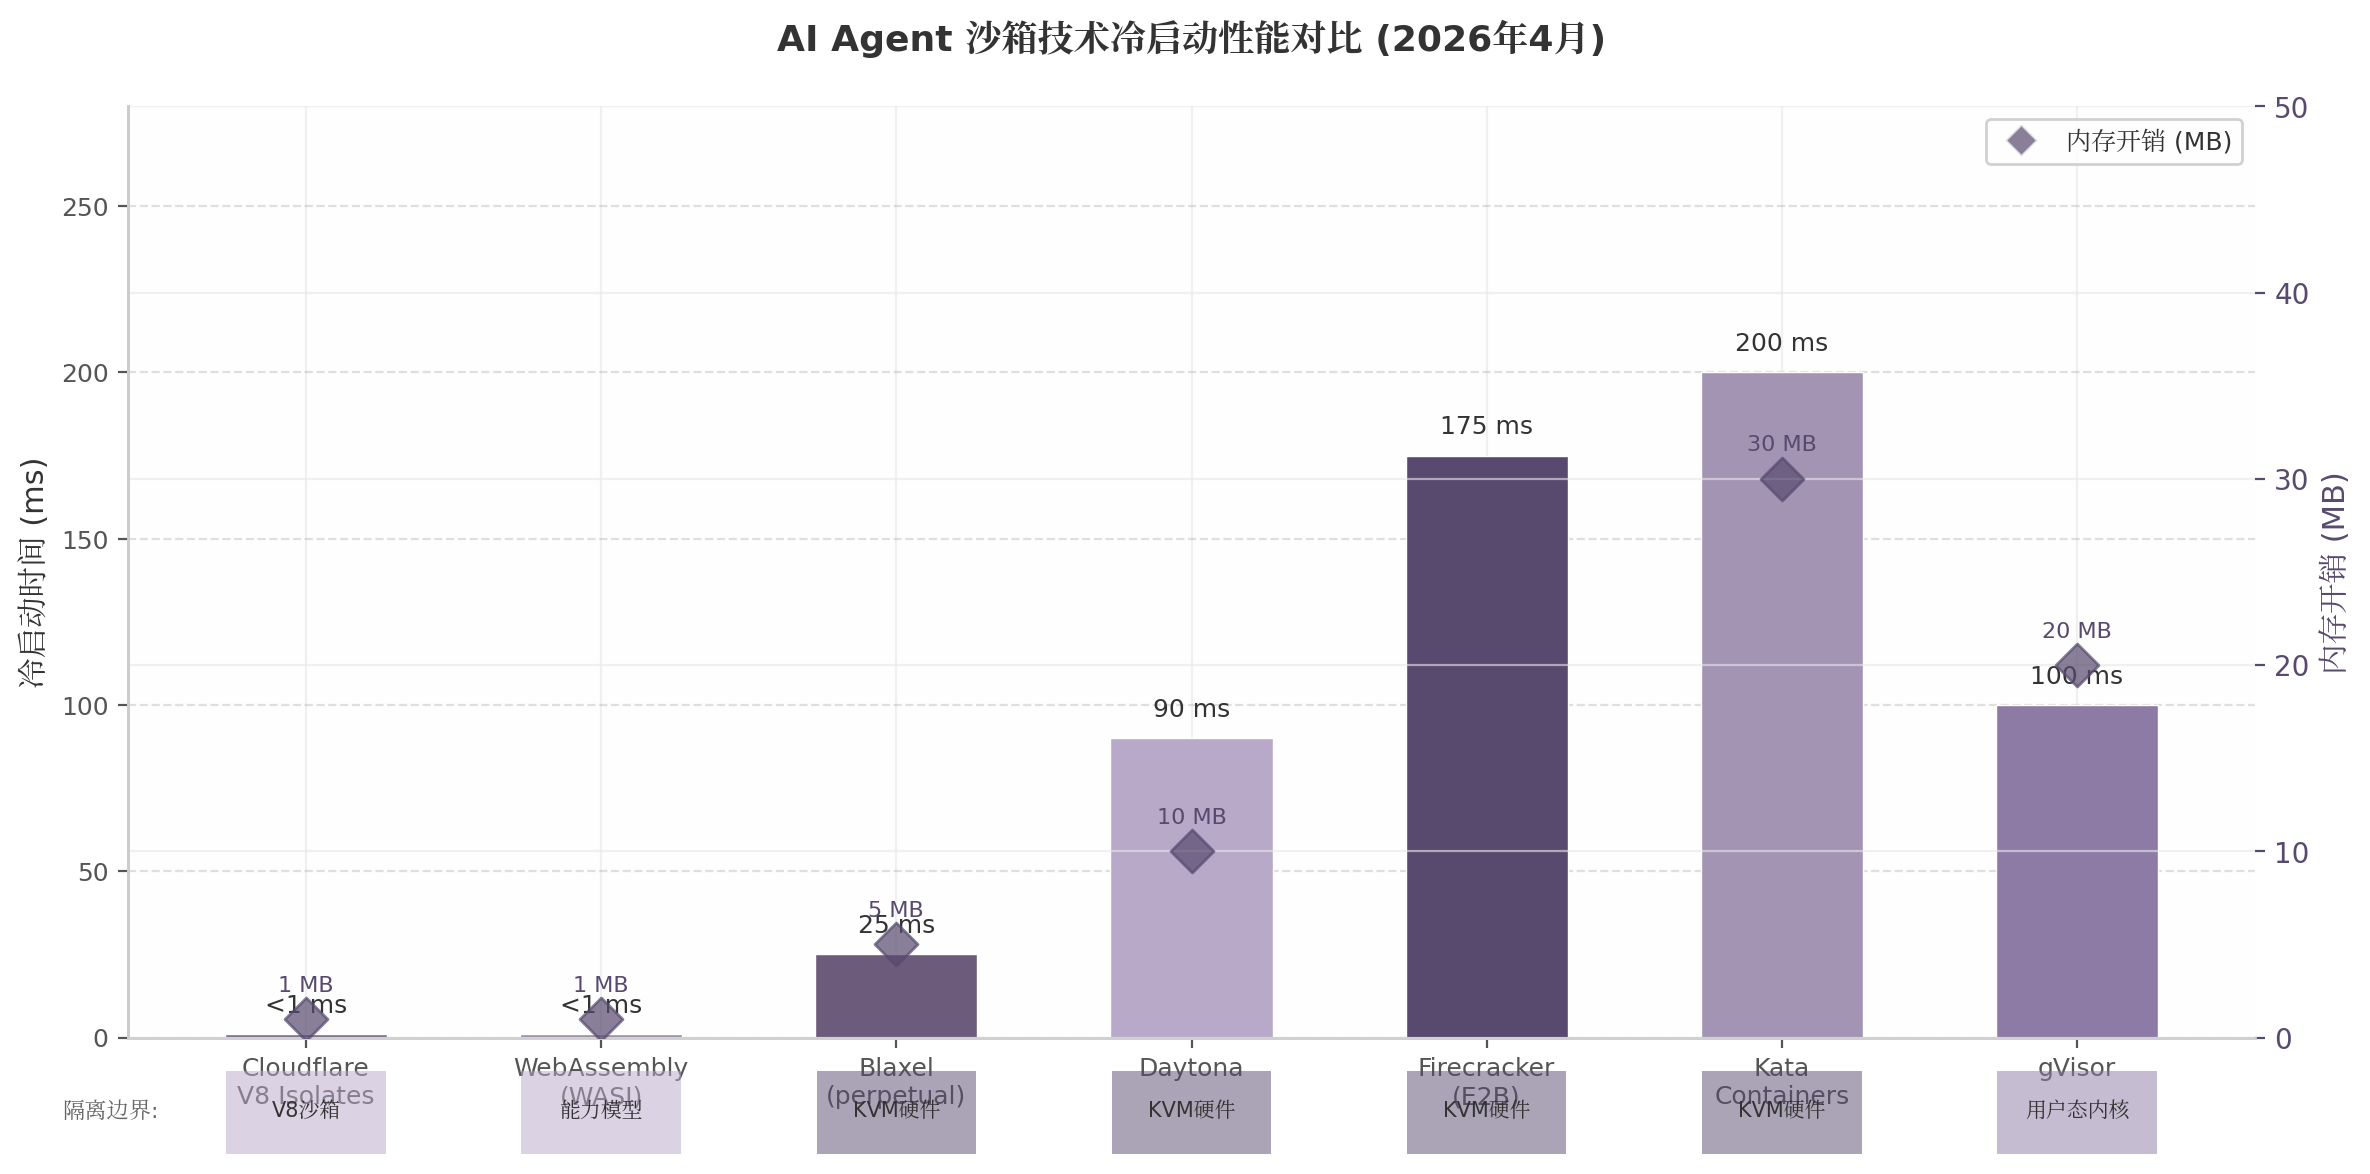 AI Agent 沙箱技术冷启动性能对比 (2026年4月)
内存开销 (MB)
冷启动时间 (ms)
250
200
150
100
50
0
50
40
30
20
10
0
内存开销 (MB)
1 MB
<1 ms
1 MB
<1 ms
5 MB
25 ms
90 ms
10 MB
175 ms
200 ms
30 MB
20 MB
100 ms
Cloudflare
V8 Isolates
WebAssembly
(WASI)
Blaxel
(perpetual)
Daytona
Firecracker
(E2B)
Kata
Containers
gVisor
隔离边界:
V8沙箱
能力模型
KVM硬件
KVM硬件
KVM硬件
KVM硬件
用户态内核